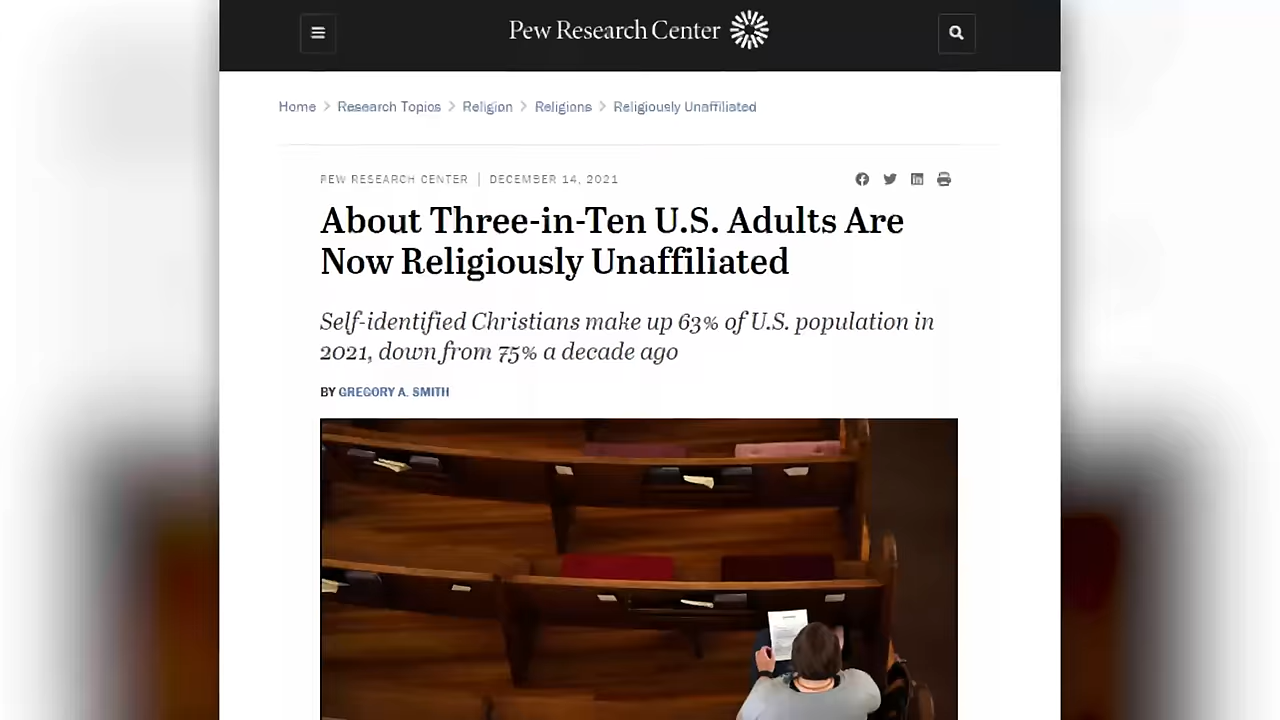 Pew Research Center
Home > Research Topics > Religion > Religions > Religiously Unaffiliated
PEW RESEARCH CENTER | DECEMBER 14, 2021
About Three-in-Ten U.S. Adults Are
Now Religiously Unaffiliated
Self-identified Christians make up 63% of U.S. population in
2021, down from 75% a decade ago
BY GREGORY A. SMITH